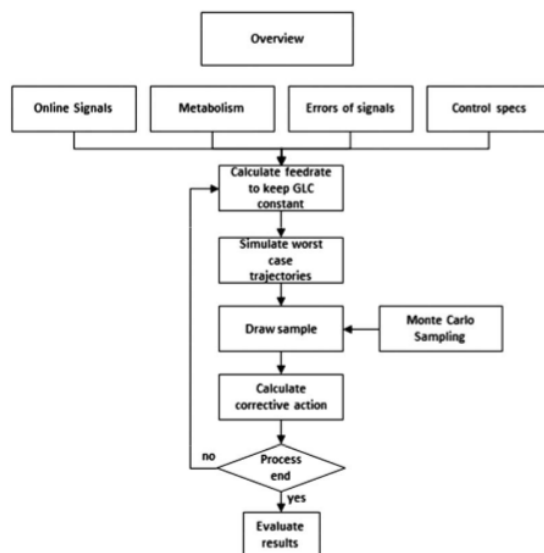 Overview
Online Signals
Metabolism
Errors of signals
Control specs
Calculate feedrate
to keep GLC
constant
Simulate worst
case
trajectories
Draw sample
Monte Carlo
Sampling
Calculate
corrective action
no
Process
end
yes
Evaluate
results